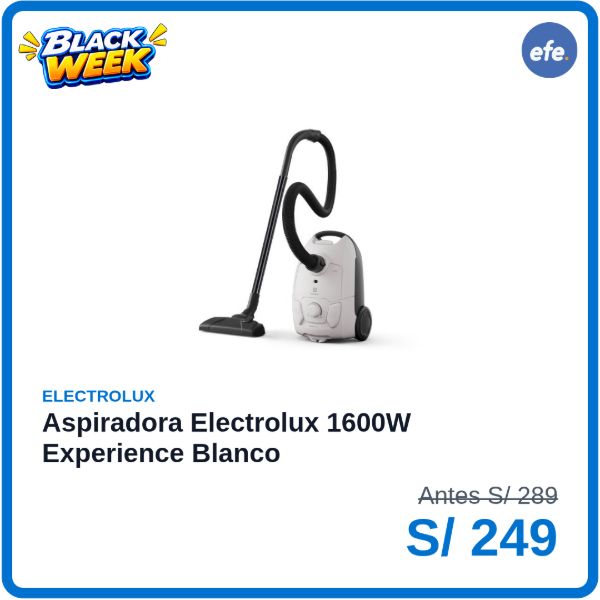 BLACK
WEEK
efe.
ELECTROLUX
Aspiradora Electrolux 1600W
Experience Blanco
Antes S/ 289
S/ 249